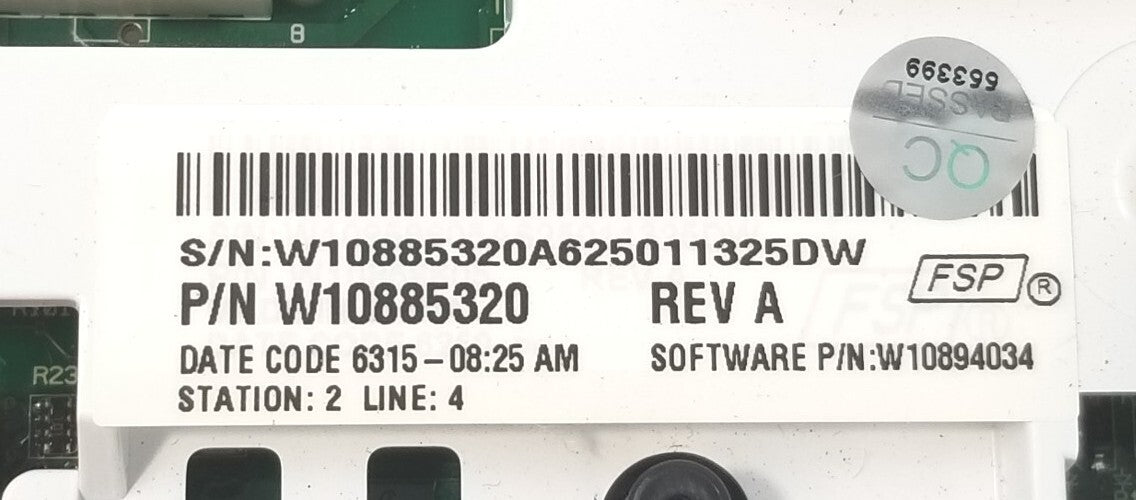 8
663399
PASSED
QC
S/N:W10885320A625011325DW
P/N W10885320 REV A
FSP ®
DATE CODE 6315-08:25 AM SOFTWARE P/N:W10894034
STATION: 2 LINE: 4
R23